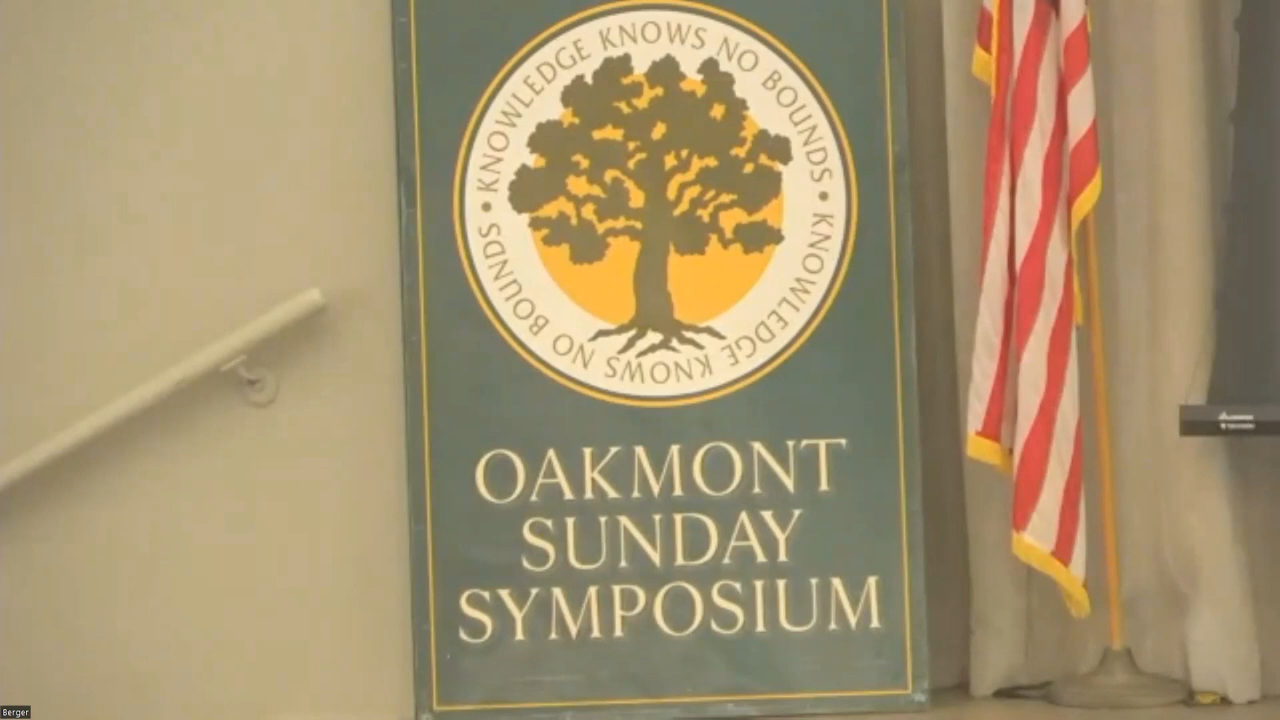 KNOWLEDGE KNOWS NO BOUNDS • KNOWLEDGE KNOWS NO BOUNDS •
OAKMONT
SUNDAY
SYMPOSIUM
Berger